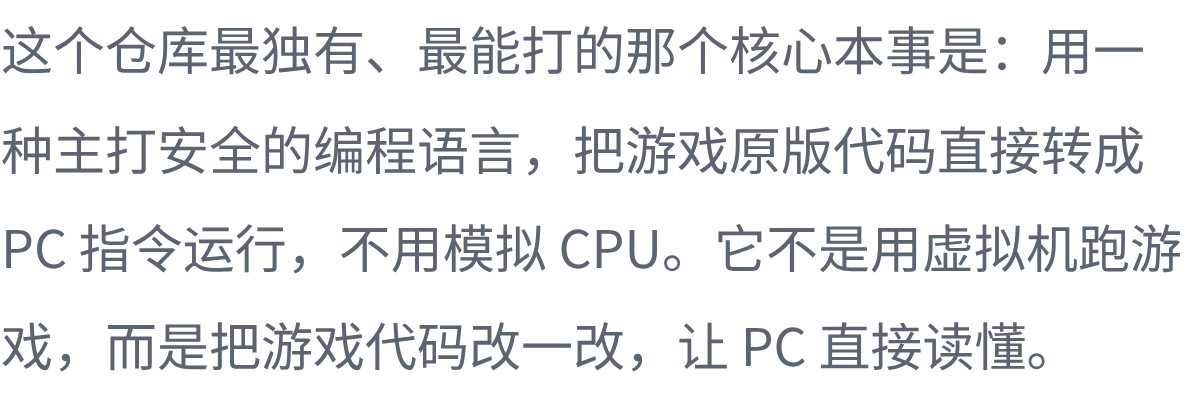 这个仓库最独有、最能打的那个核心本事是：用一
种主打安全的编程语言，把游戏原版代码直接转成
PC 指令运行，不用模拟 CPU。它不是用虚拟机跑游
戏，而是把游戏代码改一改，让 PC 直接读懂。